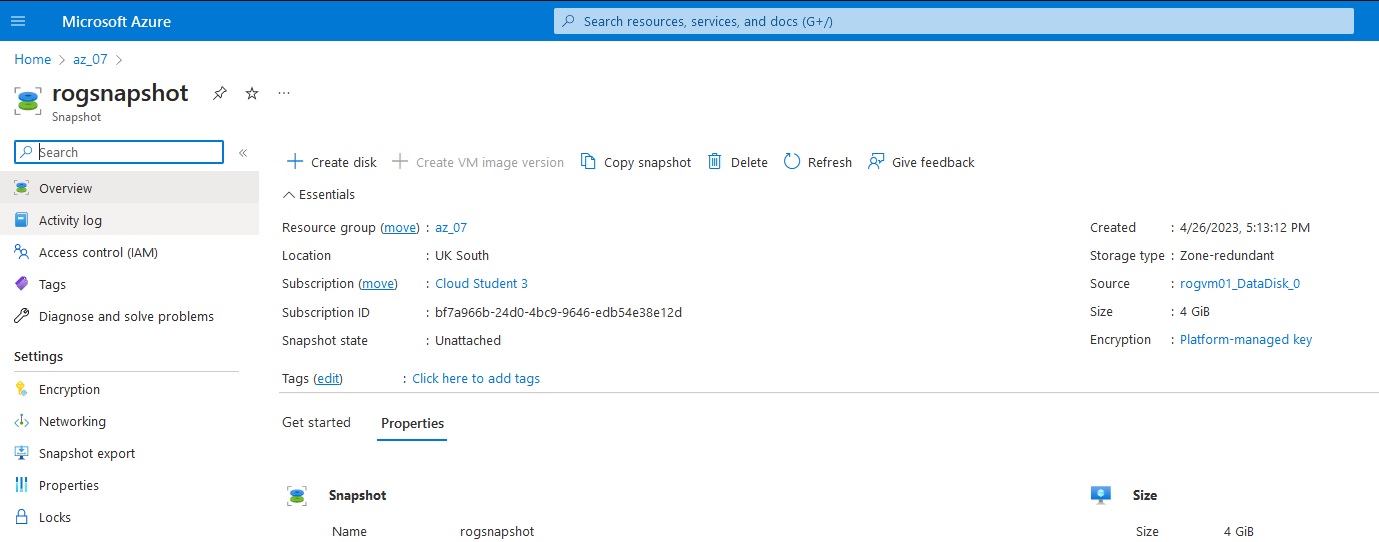 Microsoft Azure
Search resources, services, and docs (G+/)
Home > az_07 >
rogsnapshot
Snapshot
Search
Overview
Activity log
Access control (IAM)
Tags
Diagnose and solve problems
Settings
Encryption
Networking
Snapshot export
Properties
Locks
Create disk Create VM image version Copy snapshot Delete Refresh Give feedback
Essentials
Resource group (move) : az_07
Location : UK South
Subscription (move) : Cloud Student 3
Subscription ID : bf7a966b-24d0-4bc9-9646-edb54e38e12d
Snapshot state : Unattached
Created : 4/26/2023, 5:13:12 PM
Storage type : Zone-redundant
Source : rogvm01_DataDisk_0
Size : 4 GiB
Encryption : Platform-managed key
Tags (edit) : Click here to add tags
Get started Properties
Snapshot
Name rogsnapshot
Size
Size 4 GiB